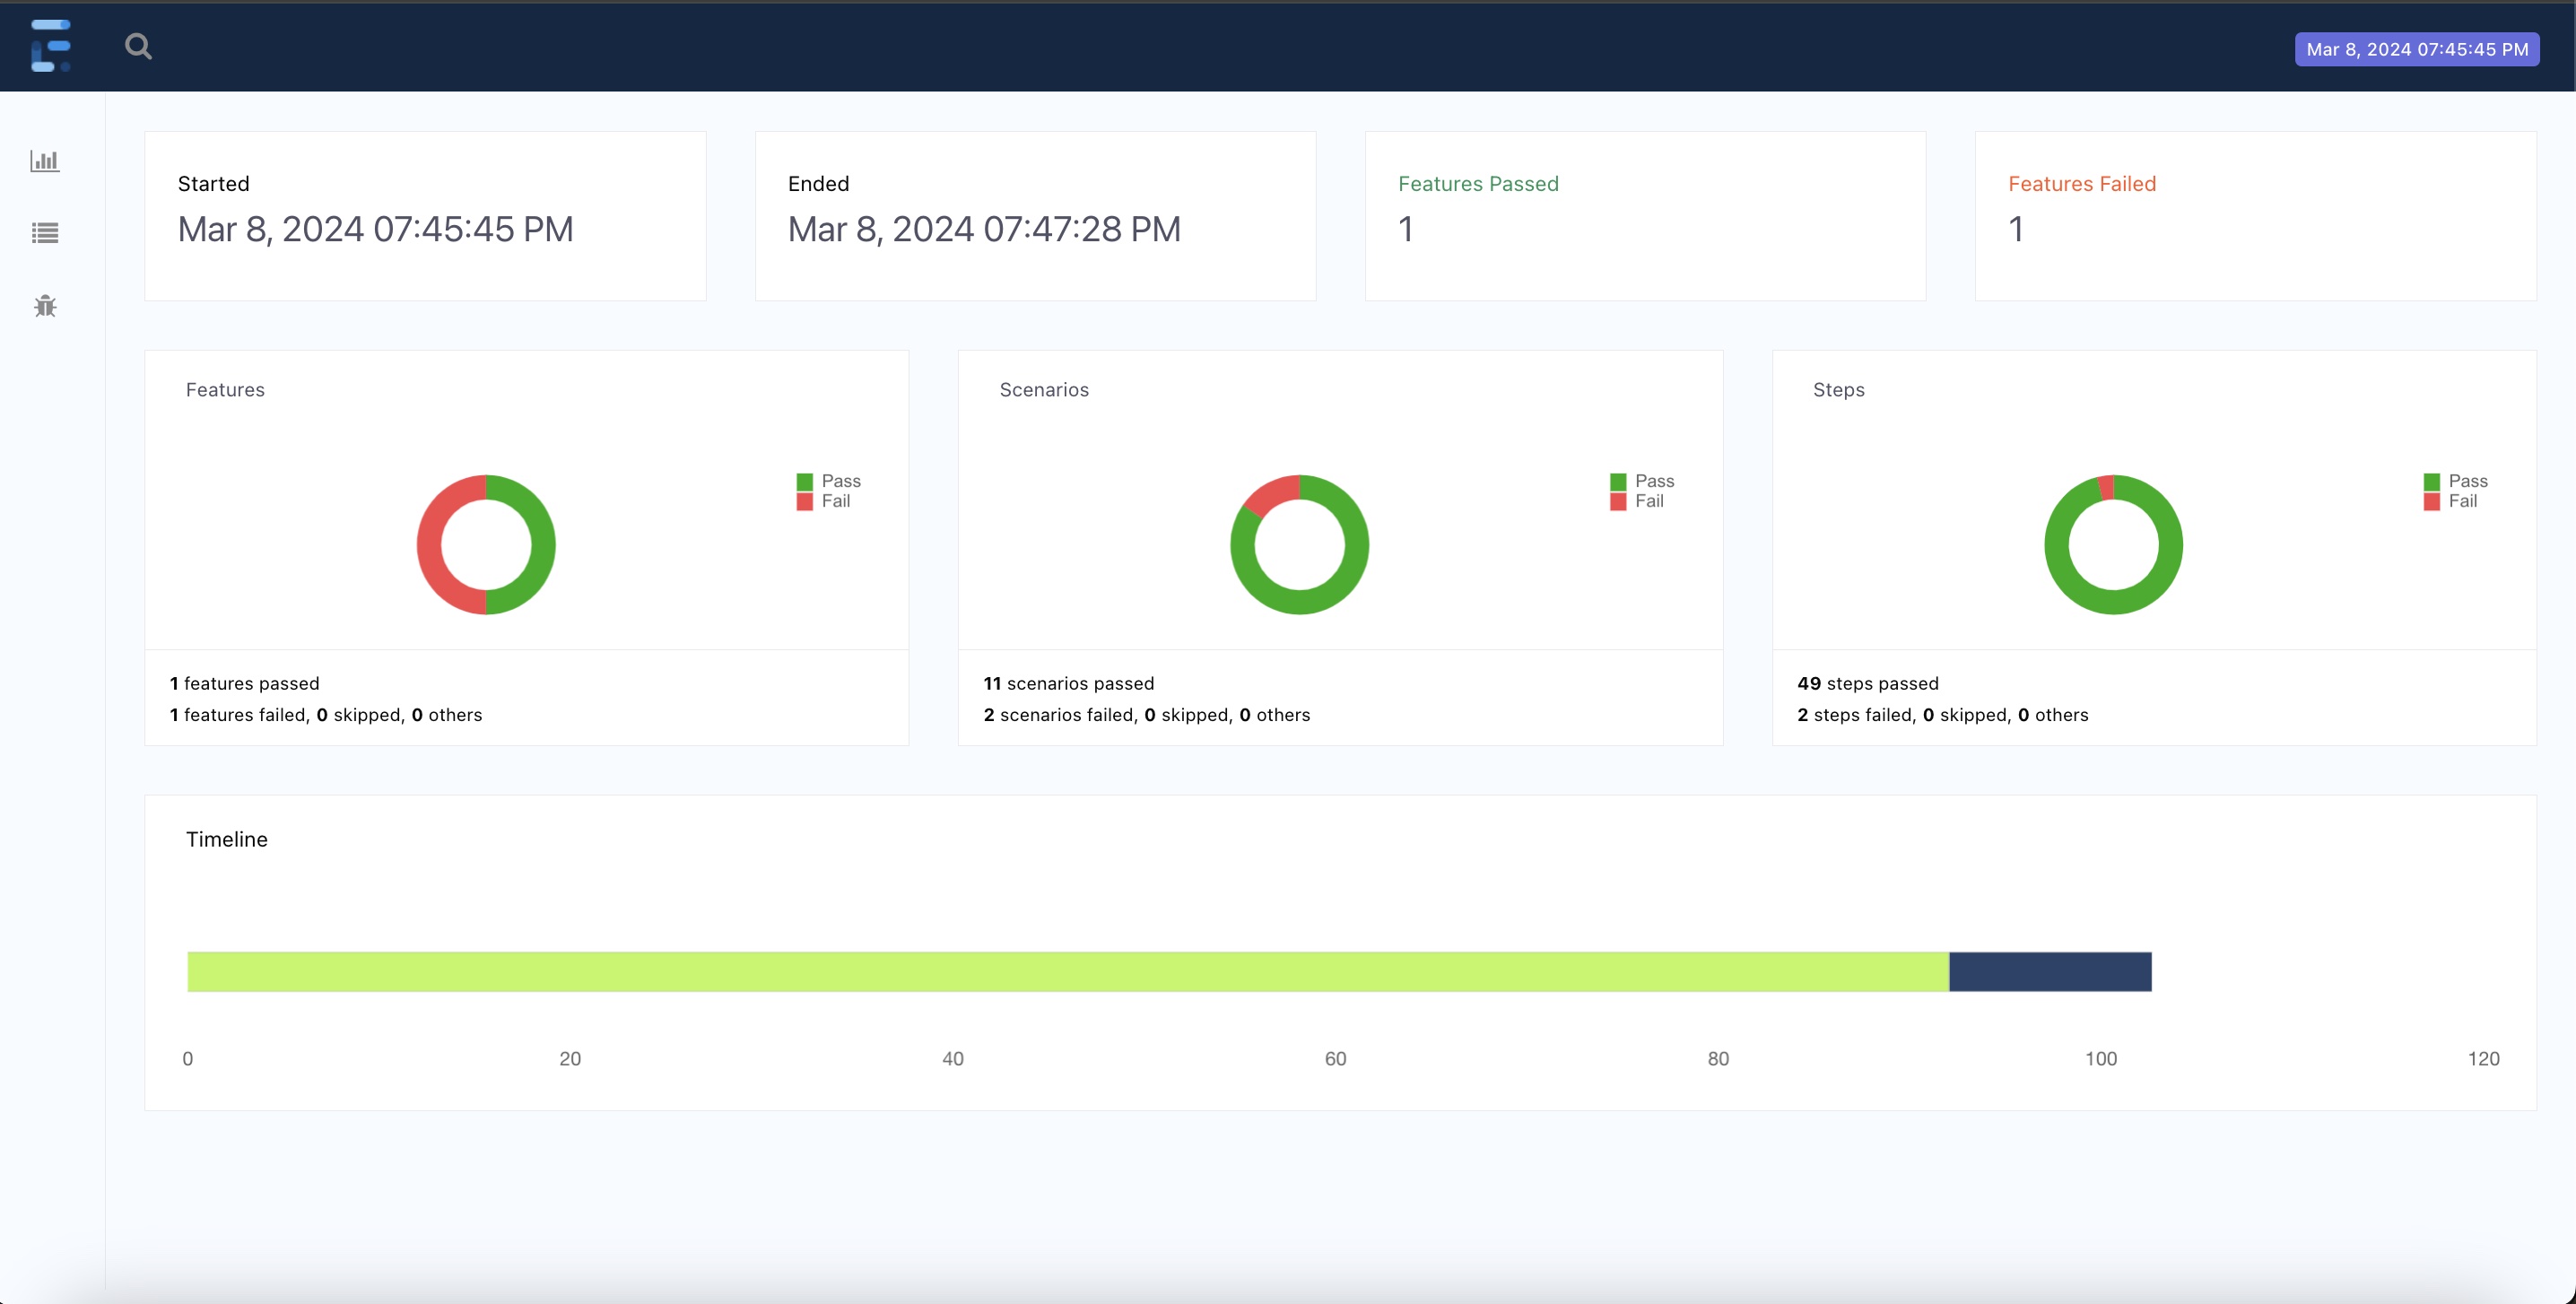 Mar 8, 2024 07:45:45 PM
Started
Mar 8, 2024 07:45:45 PM
Ended
Mar 8, 2024 07:47:28 PM
Features Passed
1
Features Failed
1
Features
Pass
Fail
1 features passed
1 features failed, 0 skipped, 0 others
Scenarios
Pass
Fail
11 scenarios passed
2 scenarios failed, 0 skipped, 0 others
Steps
Pass
Fail
49 steps passed
2 steps failed, 0 skipped, 0 others
Timeline
0 20 40 60 80 100 120